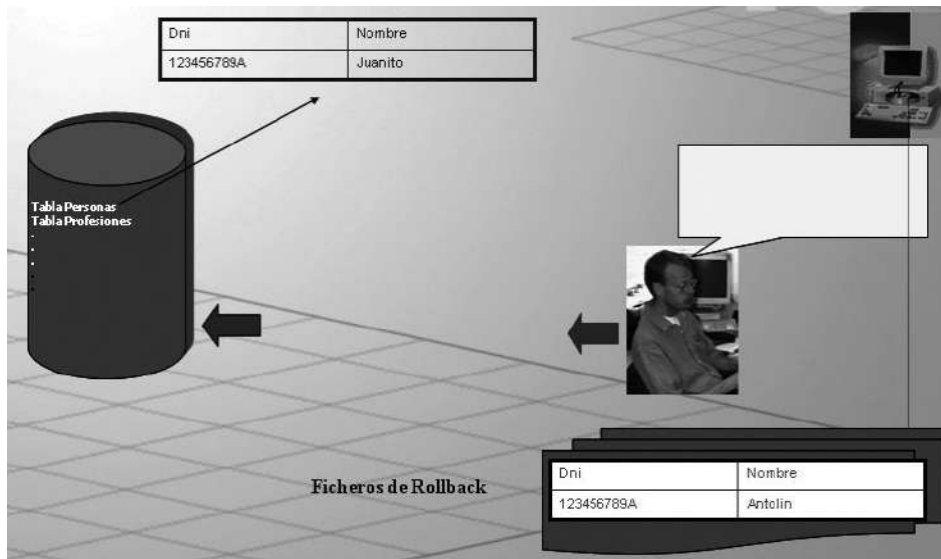 Dni Nombre
123456789A Juanito
Tabla Personas
Tabla Profesiones
Ficheros de Rollback
Dni Nombre
123456789A Antolin